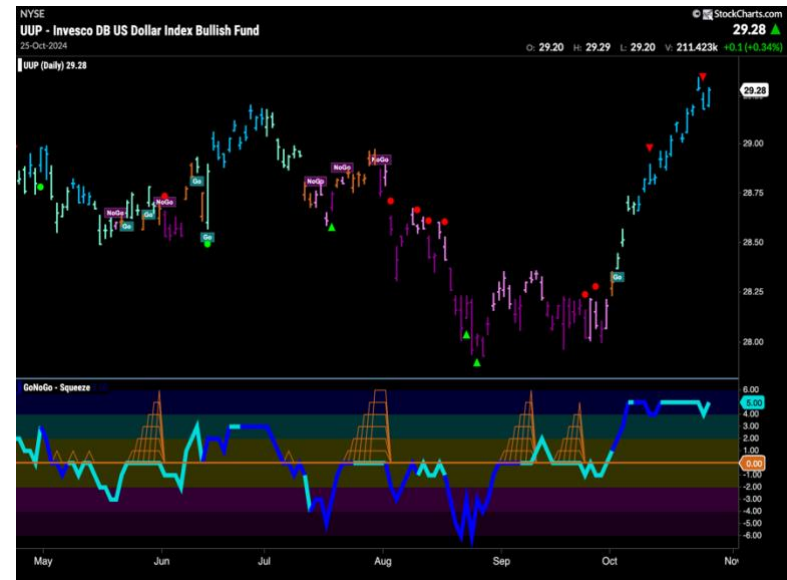 NYSE
© StockCharts.com
UUP - Invesco DB US Dollar Index Bullish Fund
29.28
25-Oct-2024
O: 29.20 H: 29.29 L: 29.20 V: 211.423k +0.1 (+0.34%)
UUP (Daily) 29.28
29.28
29.00
28.75
28.50
28.25
28.00
NoGo
Go
Go
NoGo
Go
Go
NoGo
NoGo
NoGo
Go
GoNoGo - Squeeze
6.00
5.00
4.00
3.00
2.00
1.00
0.00
-1.00
-2.00
-3.00
-4.00
-5.00
-6.00
May Jun Jul Aug Sep Oct Nov